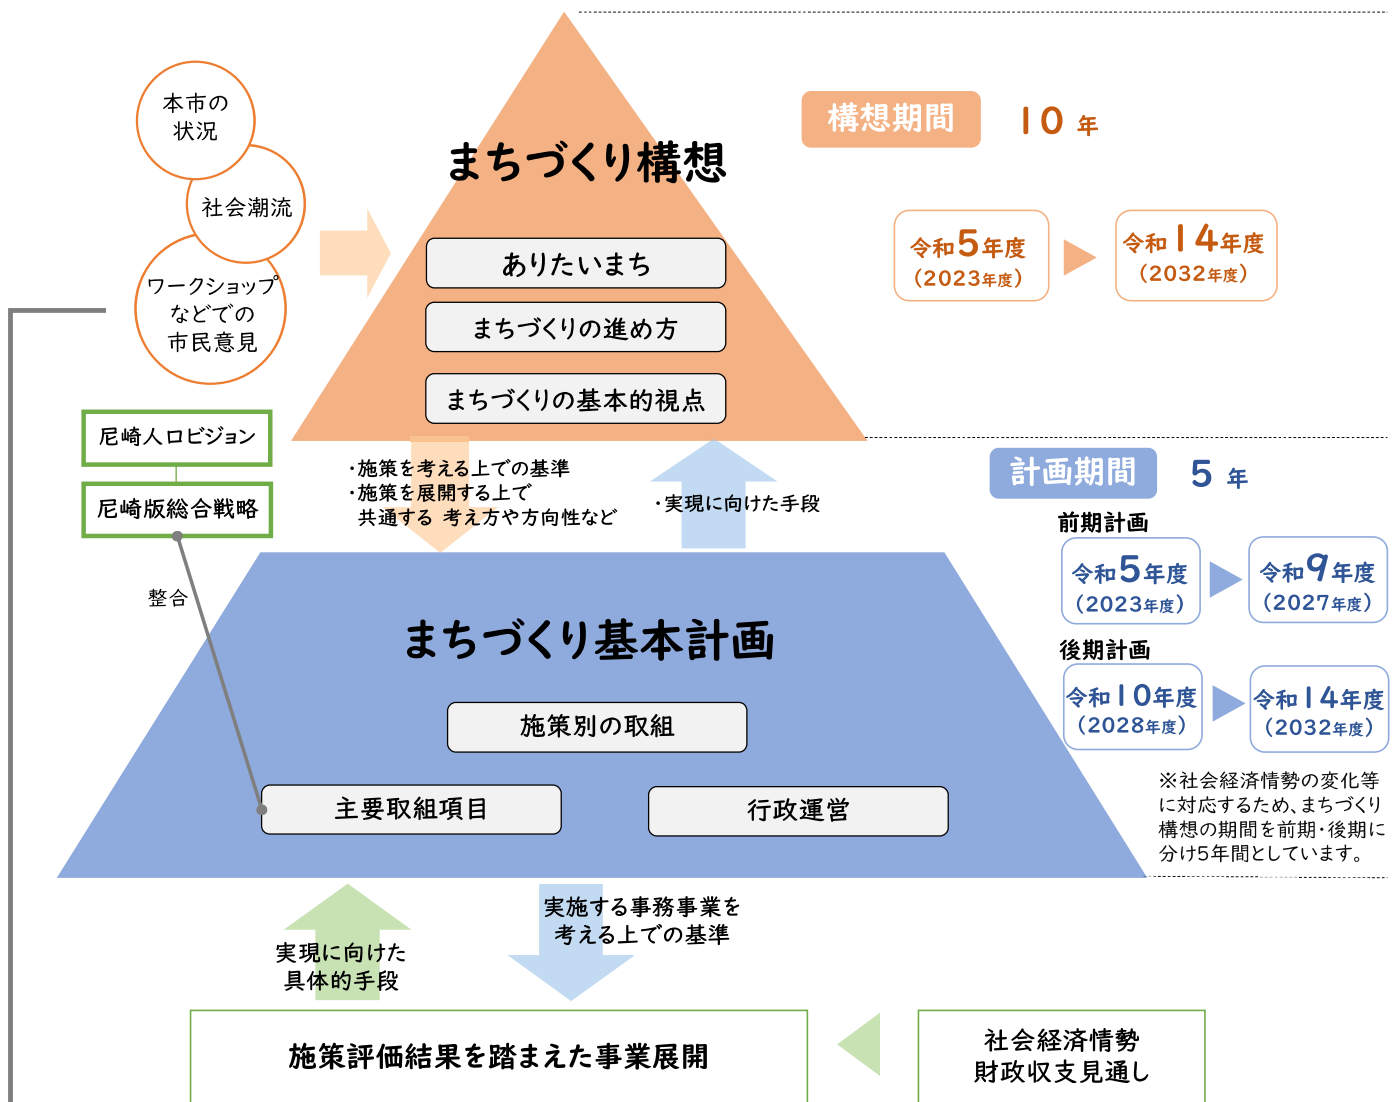 本市の
状況
社会潮流
ワークショップ
などでの
市民意見
まちづくり構想
ありたいまち
まちづくりの進め方
まちづくりの基本的視点
構想期間
10 年
令和5年度
(2023年度)
令和14年度
(2032年度)
尼崎人口ビジョン
尼崎版総合戦略
整合
・施策を考える上での基準
・施策を展開する上で
共通する 考え方や方向性など
・実現に向けた手段
計画期間
5 年
前期計画
令和5年度
(2023年度)
令和9年度
(2027年度)
後期計画
令和10年度
(2028年度)
令和14年度
(2032年度)
※社会経済情勢の変化等
に対応するため、まちづくり
構想の期間を前期・後期に
分け5年間としています。
まちづくり基本計画
施策別の取組
主要取組項目
行政運営
実現に向けた
具体的手段
実施する事務事業を
考える上での基準
施策評価結果を踏まえた事業展開
社会経済情勢
財政収支見通し